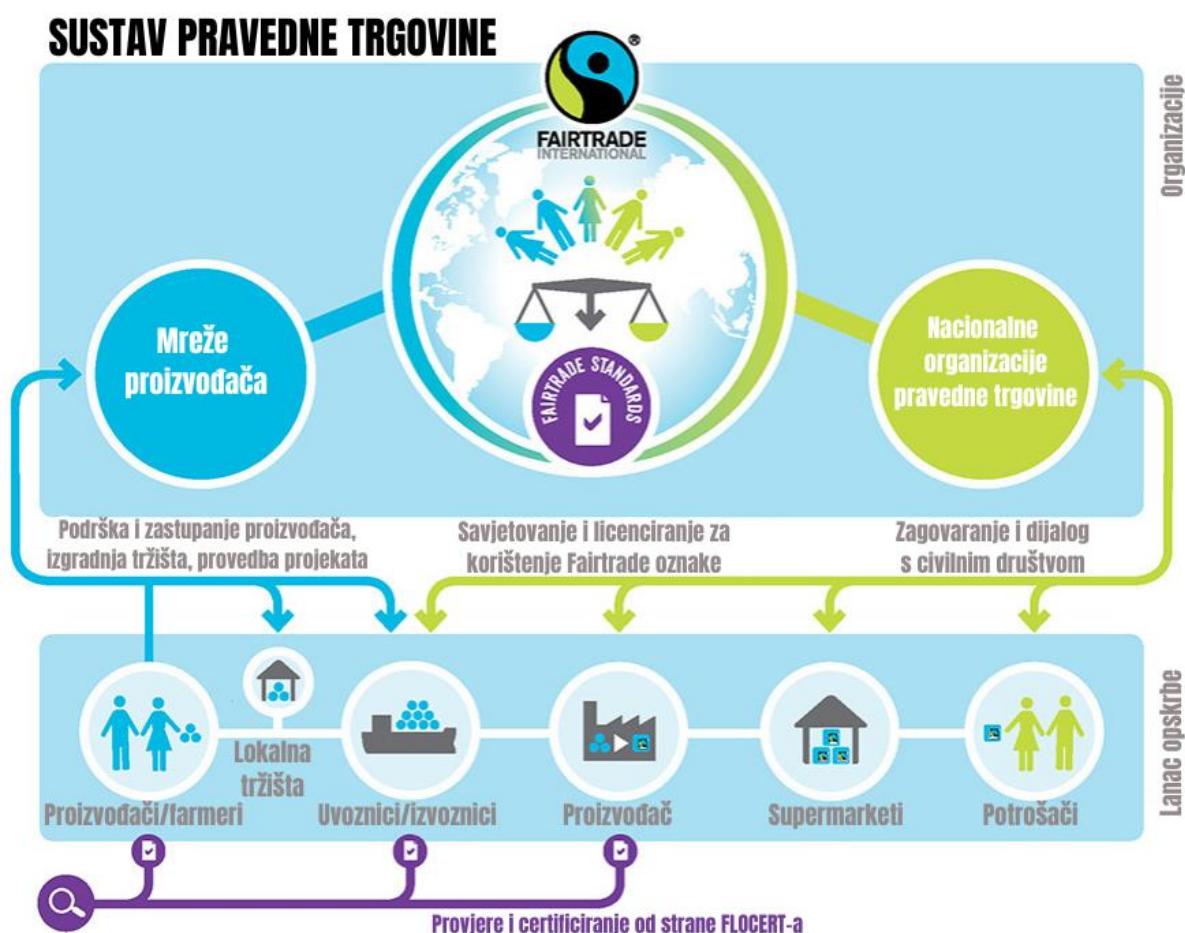 SUSTAV PRAVEDNE TRGOVINE
®
FAIRTRADE
INTERNATIONAL
Organizacije
Mreže
proizvođača
FAIRTRADE STANDARDS
Nacionalne
organizacije
pravedne trgovine
Podrška i zastupanje proizvođača,
izgradnja tržišta, provedba projekata
Savjetovanje i licenciranje za
korištenje Fairtrade oznake
Zagovaranje i dijalog
s civilnim društvom
Lanac opskrbe
Lokalna
tržišta
Proizvođači/farmeri
Uvoznici/izvoznici
Proizvođač
Supermarketi
Potrošači
Provjere i certificiranje od strane FLOCERT-a